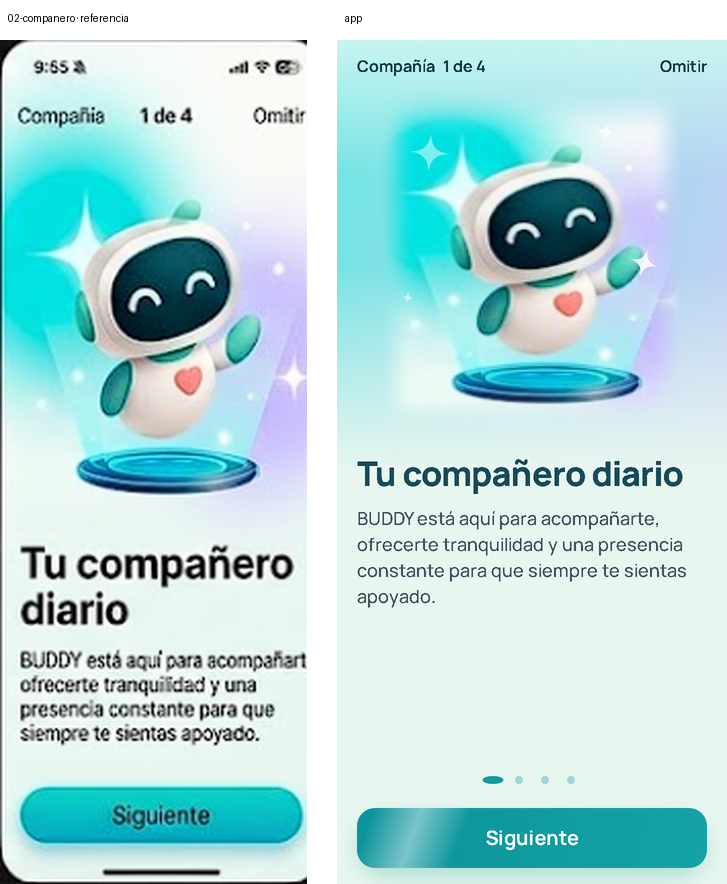 02-companero·referencia
app
9:55
Compañia 1 de 4 Omitir
Tu compañero
diario
BUDDY está aquí para acompañart
ofrecerte tranquilidad y una
presencia constante para que
siempre te sientas apoyado.
Siguiente
Compañía 1 de 4 Omitir
Tu compañero diario
BUDDY está aquí para acompañarte,
ofrecerte tranquilidad y una presencia
constante para que siempre te sientas
apoyado.
Siguiente